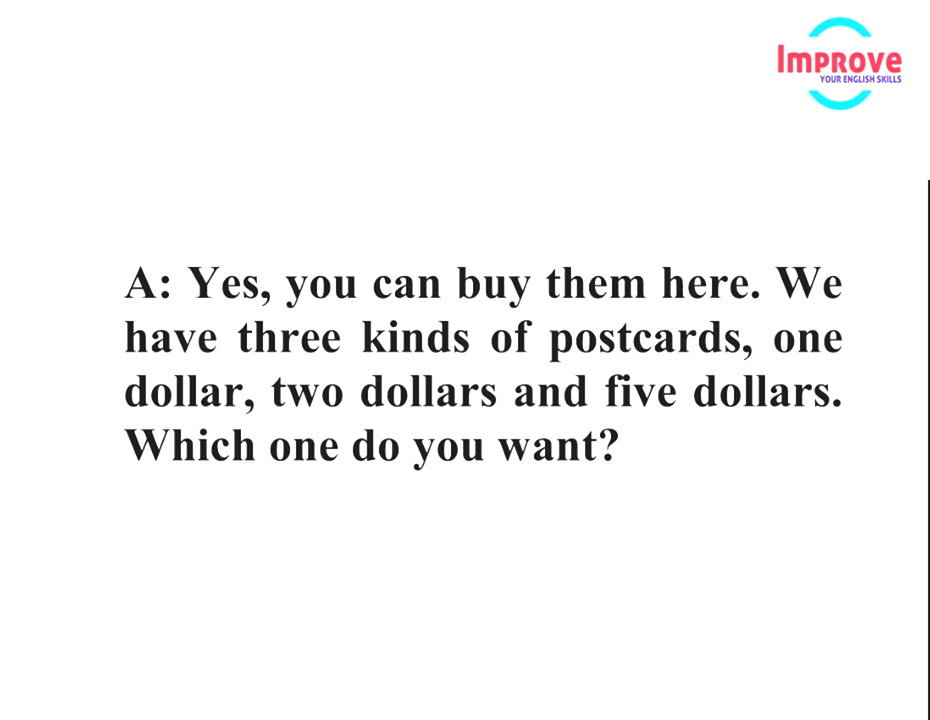 Improve
YOUR ENGLISH SKILLS
A: Yes, you can buy them here. We
have three kinds of postcards, one
dollar, two dollars and five dollars.
Which one do you want?